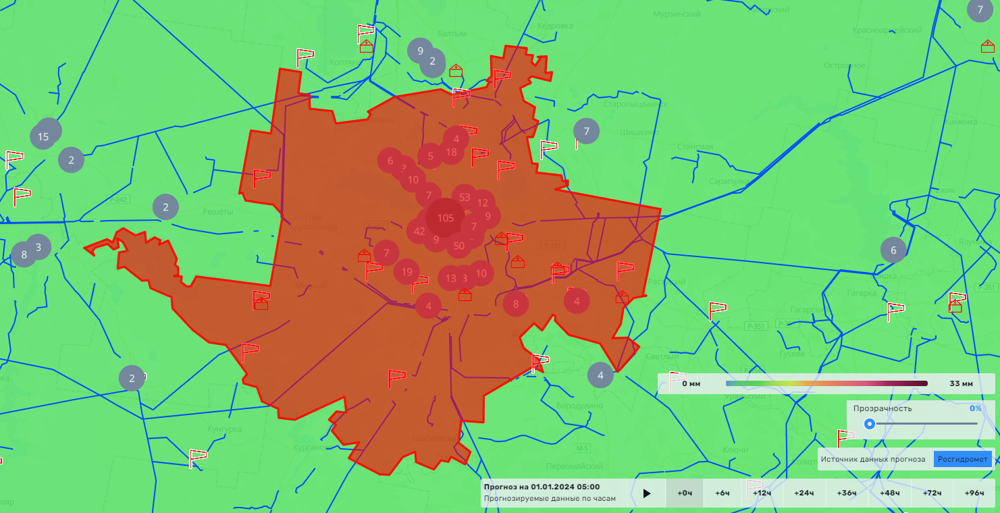 Мурзинский
7
Кедровка
Балтым
Красноармейский
9
2
Коптяки
Островное
Старопышминск
Каменка
15
7
Шишкино
4
Становая
2
5
18
6
3
10
Сарапулка
7
53
Р-242
2
12
Решёты
105
9
Гора
Хрустальная
7
42
9
Р-351
3
50
6
8
7
19
13
3
10
Растущий
Гагарка
Р-351
4
8
4
Гагарский
Р-351
Р-351
Светлый
Гусева
2
4
0 мм
33 мм
Бородулино
Прозрачность
0%
Кунгурка
Курганово
М-5
Ключи
Источник данных прогноза
Росгидромет
Первомайский
Прогноз на 01.01.2024 05:00
Прогнозируемые данные по часам
+0ч
+6ч
+12ч
+24ч
+36ч
+48ч
+72ч
+96ч